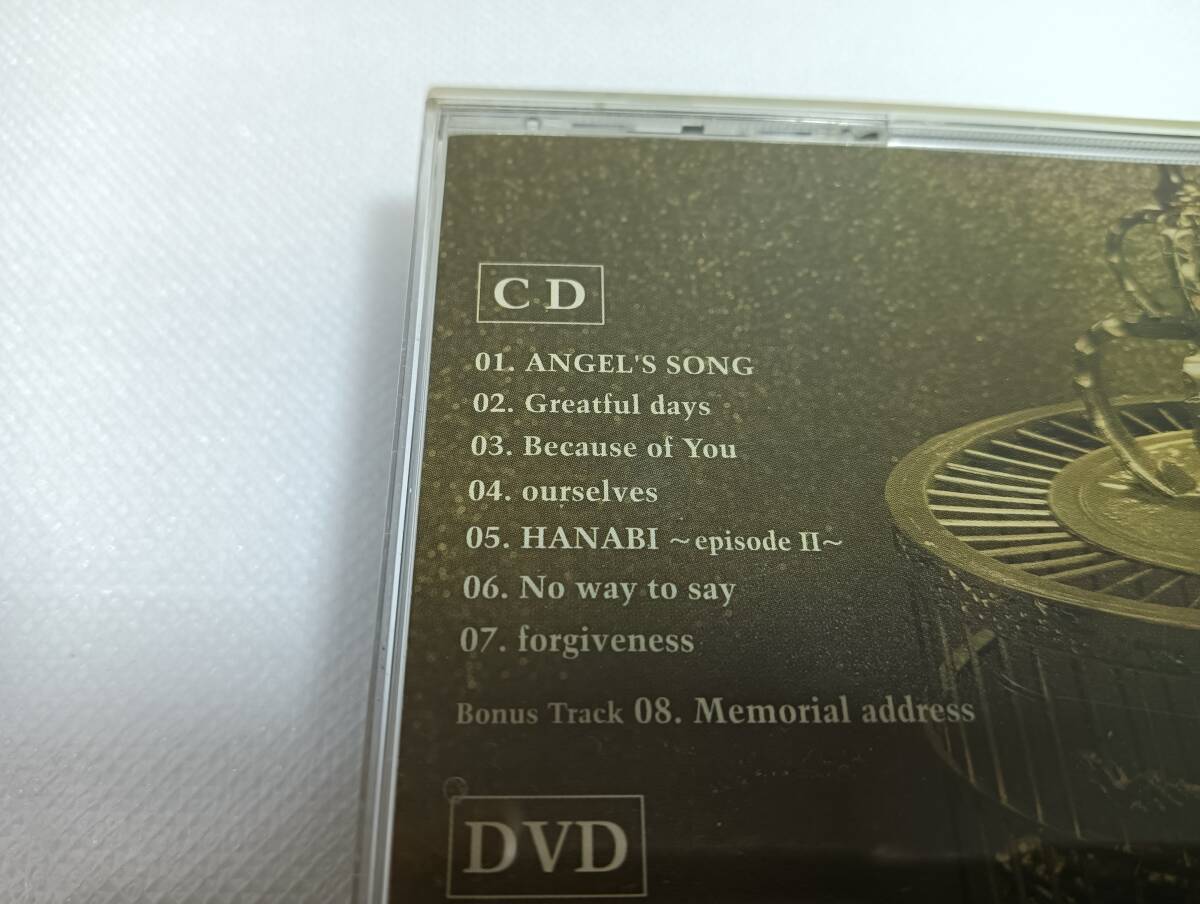 CD
01. ANGEL'S SONG
02. Greatful days
03. Because of You
04. ourselves
05. HANABI ～episode II～
06. No way to say
07. forgiveness
Bonus Track 08. Memorial address
DVD